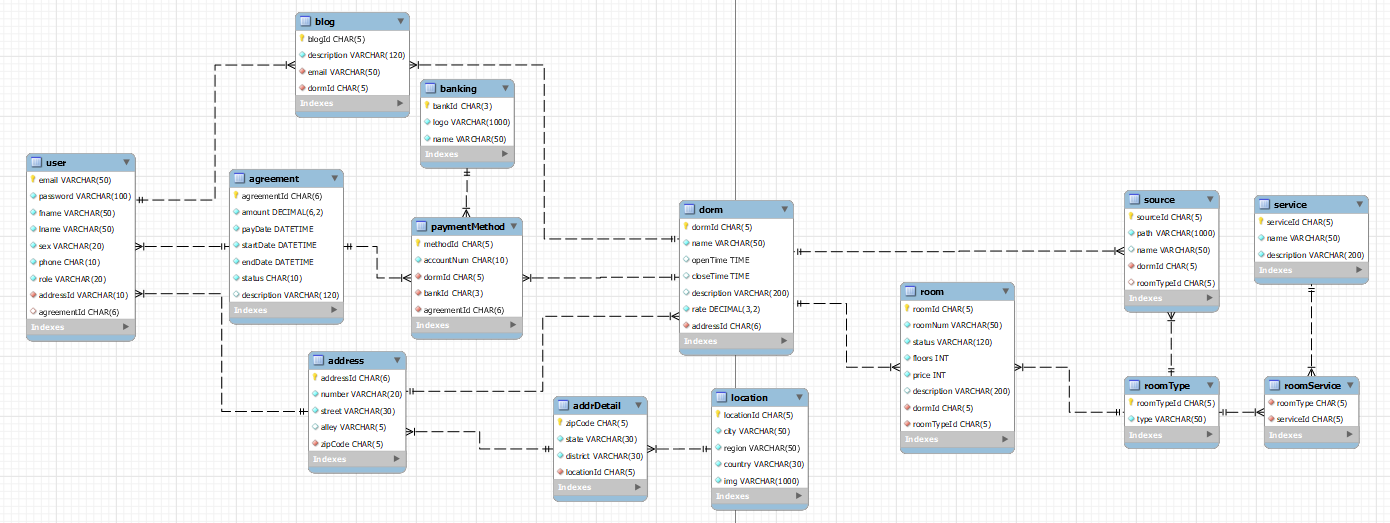 blog
blogId CHAR(5)
description VARCHAR(120)
email VARCHAR(50)
dormId CHAR(5)
Indexes
banking
bankId CHAR(3)
logo VARCHAR(1000)
name VARCHAR(50)
Indexes
user
email VARCHAR(50)
password VARCHAR(100)
fname VARCHAR(50)
lname VARCHAR(50)
sex VARCHAR(20)
phone CHAR(10)
role VARCHAR(20)
addressId VARCHAR(10)
agreementId CHAR(6)
Indexes
agreement
agreementId CHAR(6)
amount DECIMAL(6,2)
payDate DATETIME
startDate DATETIME
endDate DATETIME
status CHAR(10)
description VARCHAR(120)
Indexes
paymentMethod
methodId CHAR(5)
accountNum CHAR(10)
dormId CHAR(5)
bankId CHAR(3)
agreementId CHAR(6)
Indexes
dorm
dormId CHAR(5)
name VARCHAR(50)
openTime TIME
closeTime TIME
description VARCHAR(200)
rate DECIMAL(3,2)
addressId CHAR(6)
Indexes
source
sourceId CHAR(5)
path VARCHAR(1000)
name VARCHAR(50)
dormId CHAR(5)
roomTypeId CHAR(5)
Indexes
service
serviceId CHAR(5)
name VARCHAR(50)
description VARCHAR(200)
Indexes
room
roomId CHAR(5)
roomNum VARCHAR(50)
status VARCHAR(120)
floors INT
price INT
description VARCHAR(200)
dormId CHAR(5)
roomTypeId CHAR(5)
Indexes
address
addressId CHAR(6)
number VARCHAR(20)
street VARCHAR(30)
alley VARCHAR(5)
zipCode CHAR(5)
Indexes
addrDetail
zipCode CHAR(5)
state VARCHAR(30)
district VARCHAR(30)
locationId CHAR(5)
Indexes
location
locationId CHAR(5)
city VARCHAR(50)
region VARCHAR(50)
country VARCHAR(30)
img VARCHAR(1000)
Indexes
roomType
roomTypeId CHAR(5)
type VARCHAR(50)
Indexes
roomService
roomType CHAR(5)
serviceId CHAR(5)
Indexes